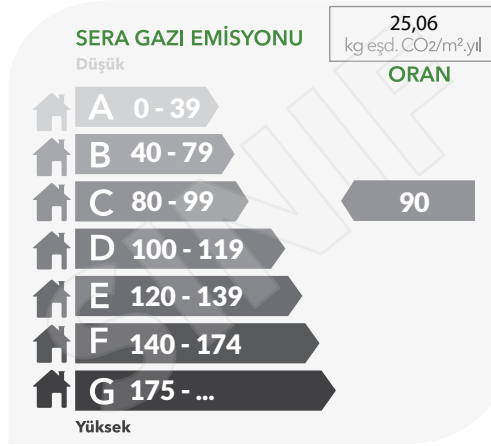 SERA GAZI EMİSYONU
25,06
kg eşd. CO2/m².yıl
Düşük
ORAN
A 0 - 39
B 40 - 79
C 80 - 99
90
D 100 - 119
E 120 - 139
F 140 - 174
G 175 - ...
Yüksek
SINIF